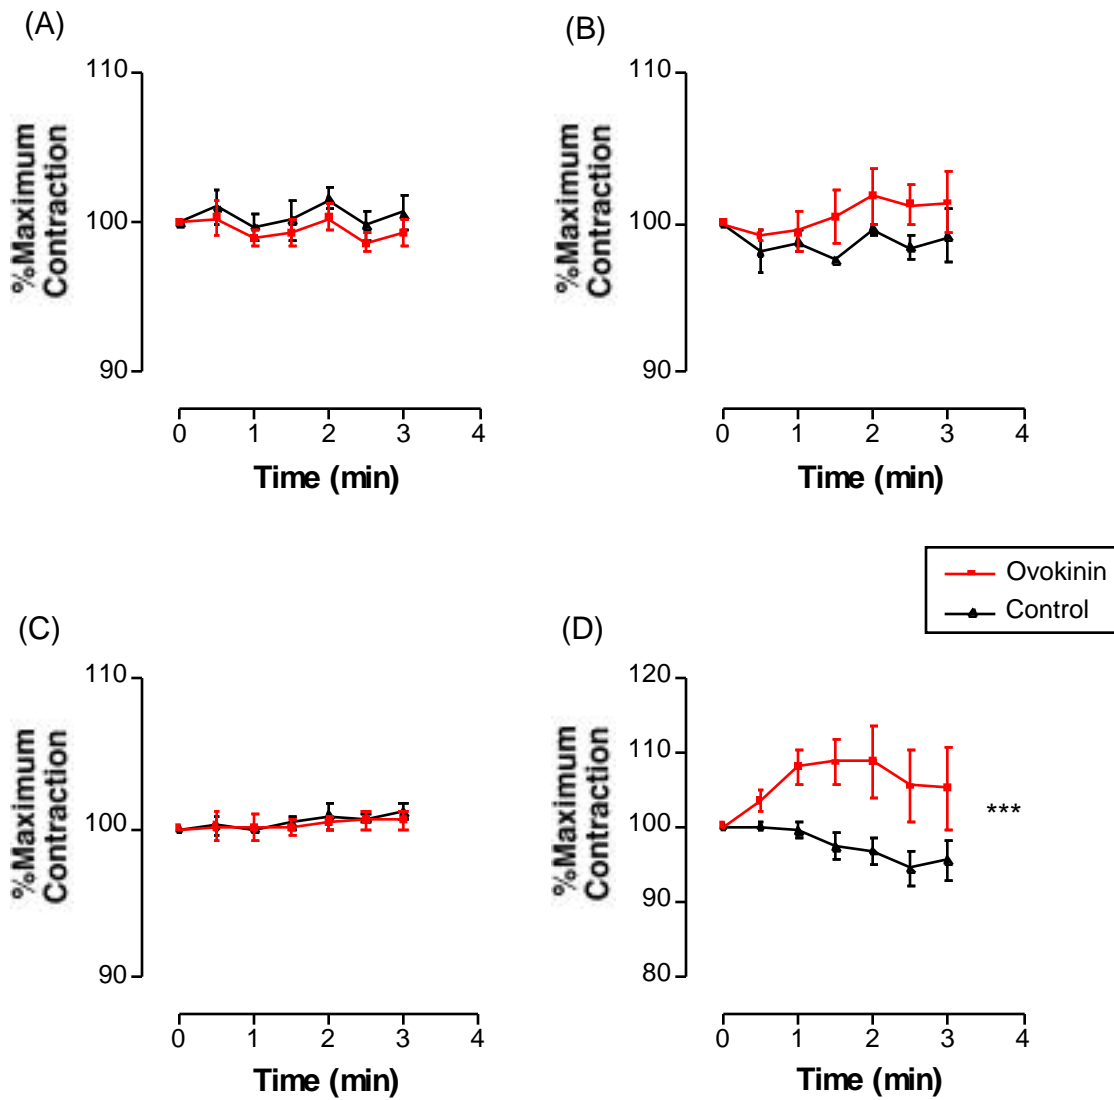 (A)
110
100
90
%Maximum
Contraction
0 1 2 3 4
Time (min)
(B)
110
100
90
%Maximum
Contraction
0 1 2 3 4
Time (min)
Ovokinin
Control
(C)
110
100
90
%Maximum
Contraction
0 1 2 3 4
Time (min)
(D)
120
110
100
90
80
%Maximum
Contraction
***
0 1 2 3 4
Time (min)